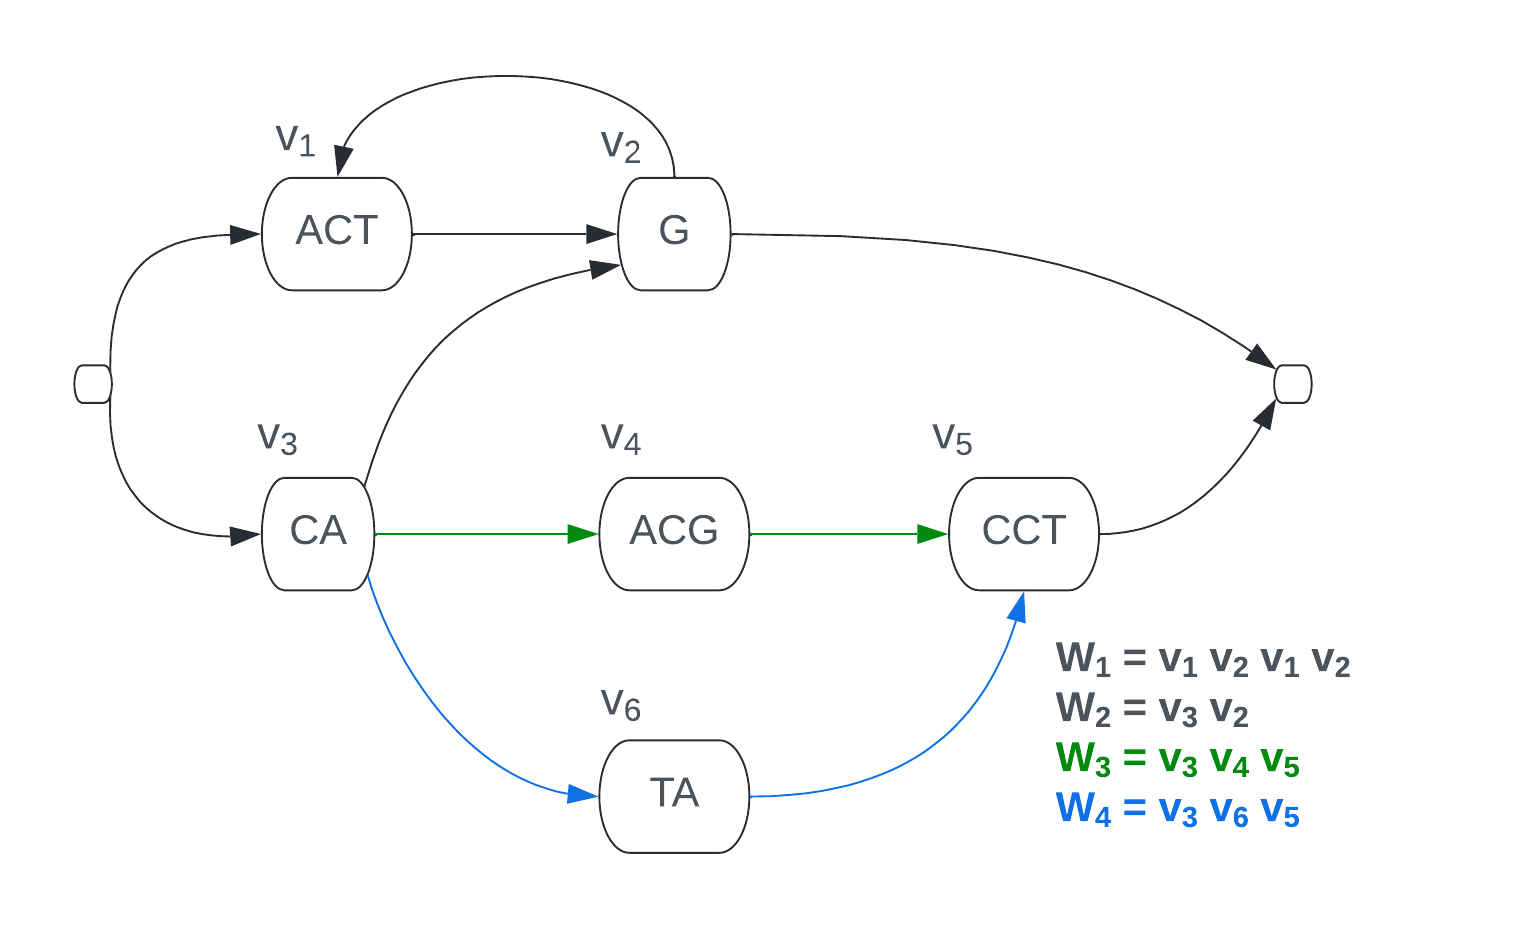 v1 v2
ACT G
v3 v4 v5
CA ACG CCT
v6
TA
W1 = v1 v2 v1 v2
W2 = v3 v2
W3 = v3 v4 v5
W4 = v3 v6 v5